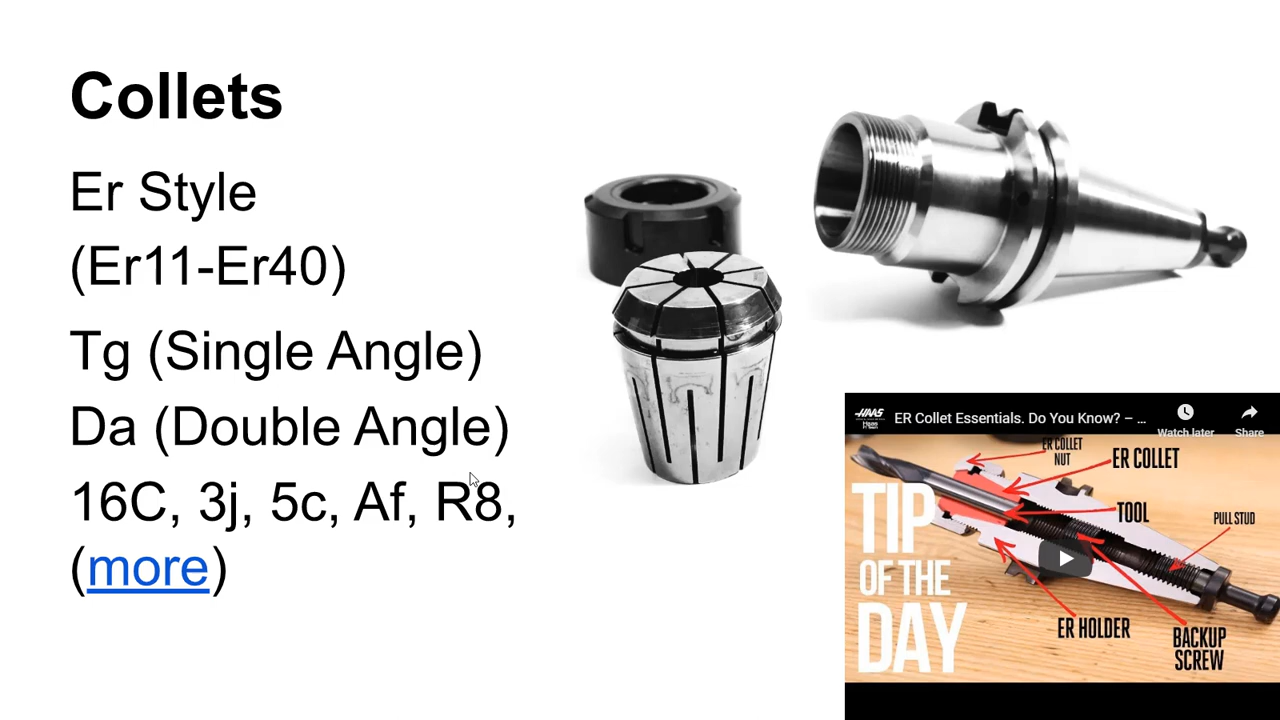 Collets
Er Style
(Er11-Er40)
Tg (Single Angle)
Da (Double Angle)
16C, 3j, 5c, Af, R8,
(more)
HAAS
ER Collet Essentials. Do You Know? – ...
Watch later
Share
ER COLLET
NUT
ER COLLET
TOOL
PULL STUD
TIP
OF THE
DAY
ER HOLDER
BACKUP
SCREW